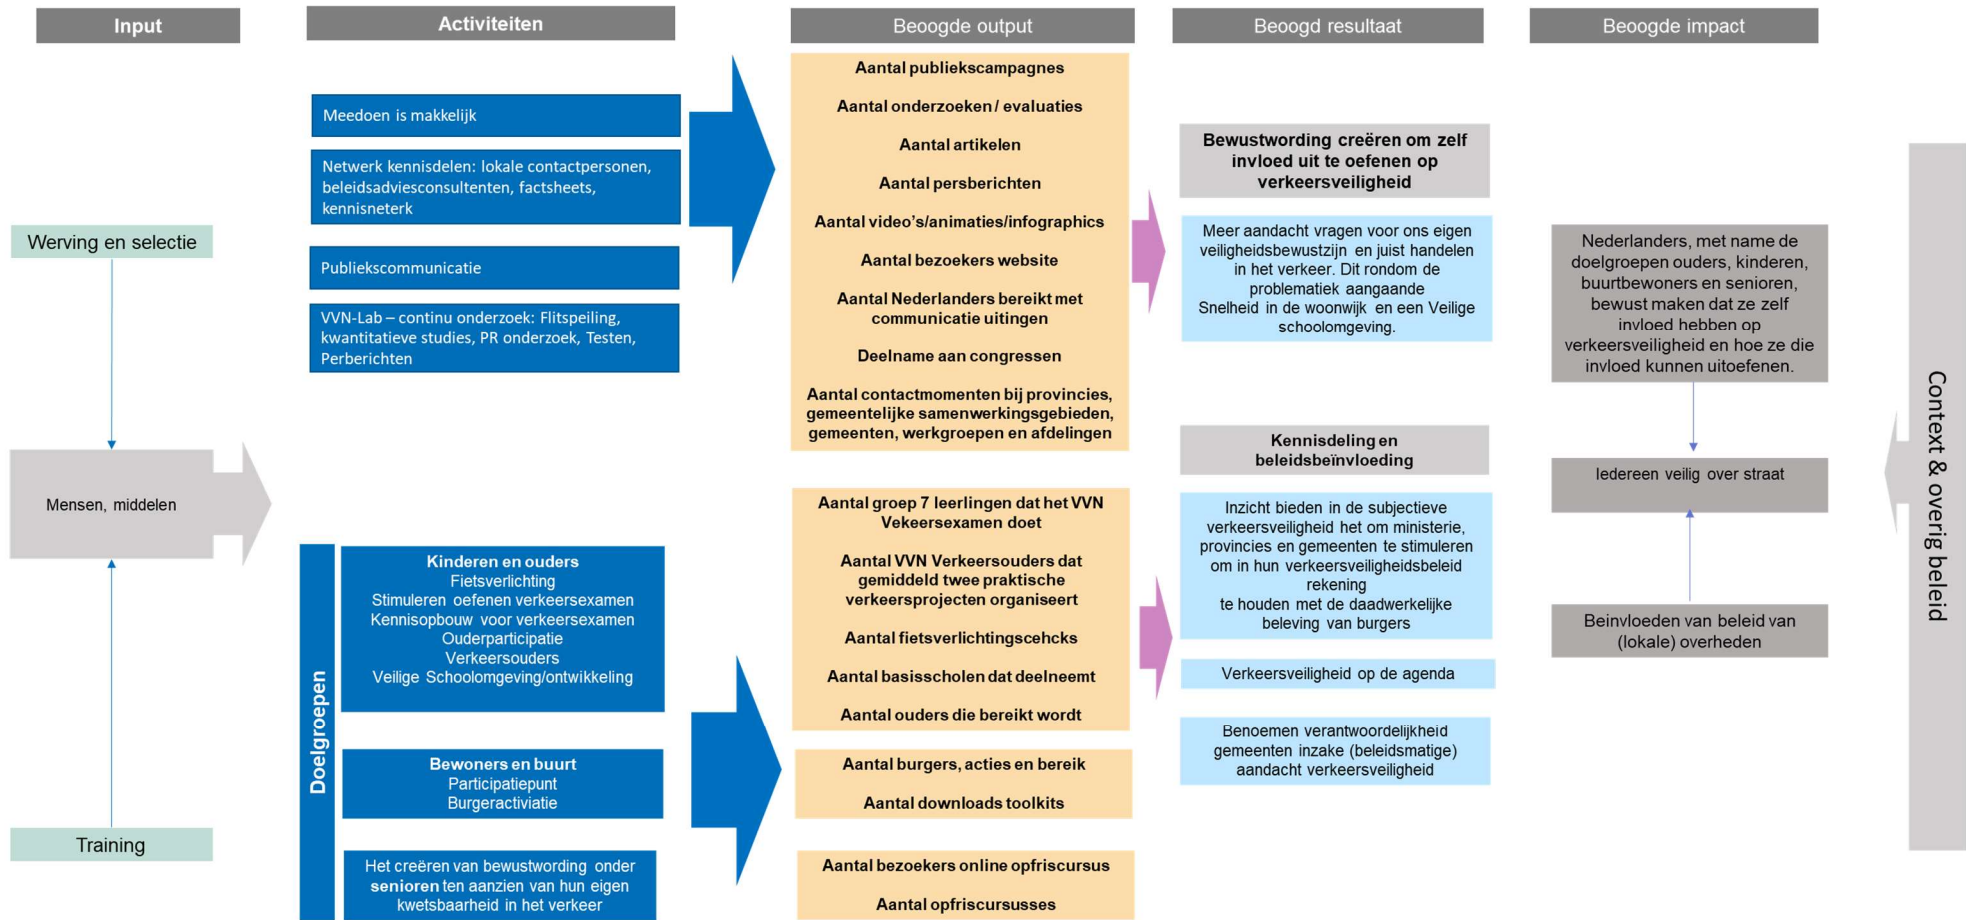 Input
Activiteiten
Beoogde output
Beoogd resultaat
Beoogde impact
Werving en selectie
Mensen, middelen
Training
Meedoen is makkelijk
Netwerk kennisdelen: lokale contactpersonen,
beleidsadviesconsultenten, factsheets,
kennisneterk
Publiekscommunicatie
VVN-Lab – continu onderzoek: Flitspeiling,
kwantitatieve studies, PR onderzoek, Testen,
Perberichten
Doelgroepen
Kinderen en ouders
Fietsverlichting
Stimuleren oefenen verkeersexamen
Kennisopbouw voor verkeersexamen
Ouderparticipatie
Verkeersouders
Veilige Schoolomgeving/ontwikkeling
Bewoners en buurt
Participatiepunt
Burgeractiviatie
Het creëren van bewustwording onder
senioren ten aanzien van hun eigen
kwetsbaarheid in het verkeer
Aantal publiekscampagnes
Aantal onderzoeken / evaluaties
Aantal artikelen
Aantal persberichten
Aantal video's/animaties/infographics
Aantal bezoekers website
Aantal Nederlanders bereikt met
communicatie uitingen
Deelname aan congressen
Aantal contactmomenten bij provincies,
gemeentelijke samenwerkingsgebieden,
gemeenten, werkgroepen en afdelingen
Aantal groep 7 leerlingen dat het VVN
Vekeersexamen doet
Aantal VVN Verkeersouders dat
gemiddeld twee praktische
verkeersprojecten organiseert
Aantal fietsverlichtingscehcks
Aantal basisscholen dat deelneemt
Aantal ouders die bereikt wordt
Aantal burgers, acties en bereik
Aantal downloads toolkits
Aantal bezoekers online opfriscursus
Aantal opfriscursusses
Bewustwording creëren om zelf
invloed uit te oefenen op
verkeersveiligheid
Meer aandacht vragen voor ons eigen
veiligheidsbewustzijn en juist handelen
in het verkeer. Dit rondom de
problematiek aangaande
Snelheid in de woonwijk en een Veilige
schoolomgeving.
Kennisdeling en
beleidsbeïnvloeding
Inzicht bieden in de subjectieve
verkeersveiligheid het om ministerie,
provincies en gemeenten te stimuleren
om in hun verkeersveiligheidsbeleid
rekening
te houden met de daadwerkelijke
beleving van burgers
Verkeersveiligheid op de agenda
Benoemen verantwoordelijkheid
gemeenten inzake (beleidsmatige)
aandacht verkeersveiligheid
Nederlanders, met name de
doelgroepen ouders, kinderen,
buurtbewoners en senioren,
bewust maken dat ze zelf
invloed hebben op
verkeersveiligheid en hoe ze die
invloed kunnen uitoefenen.
Iedereen veilig over straat
Beinvloeden van beleid van
(lokale) overheden
Context & overig beleid